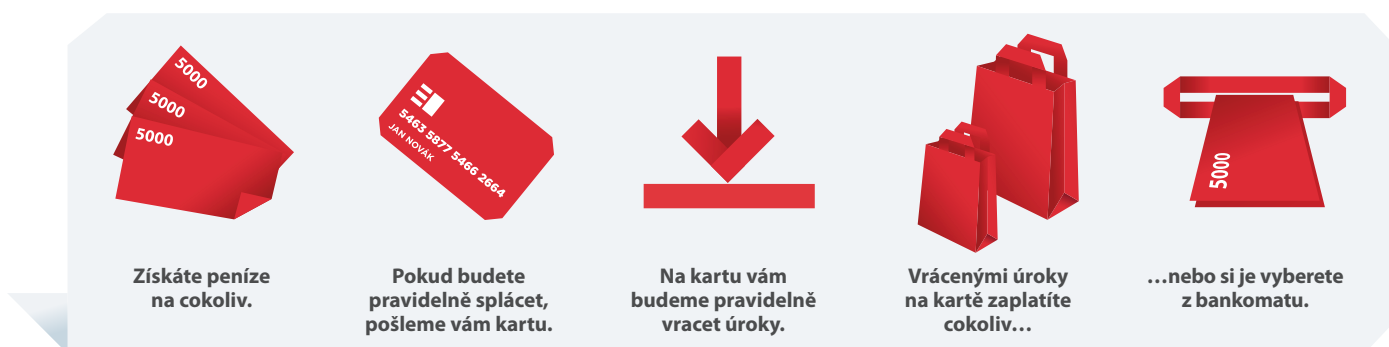 5000
5000
5000
5463 5877 5466 2664
JAN NOVÁK
5000
Získáte peníze
na cokoliv.
Pokud budete
pravidelně splácet,
pošleme vám kartu.
Na kartu vám
budeme pravidelně
vracet úroky.
Vrácenými úroky
na kartě zaplatíte
cokoliv…
…nebo si je vyberete
z bankomatu.